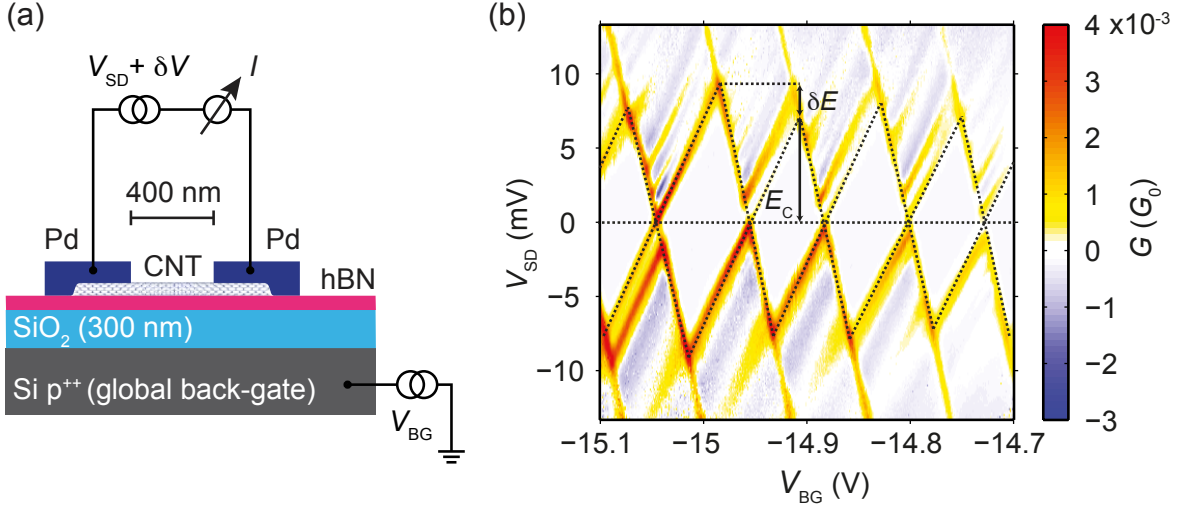 (a)
V_SD + δV
I
400 nm
Pd
Pd
CNT
hBN
SiO₂ (300 nm)
Si p⁺⁺ (global back-gate)
V_BG
(b)
10
5
0
−5
−10
V_SD (mV)
δE
E_C
−15.1
−15
−14.9
−14.8
−14.7
V_BG (V)
4 x10⁻³
3
2
1
0
−1
−2
−3
G (G₀)